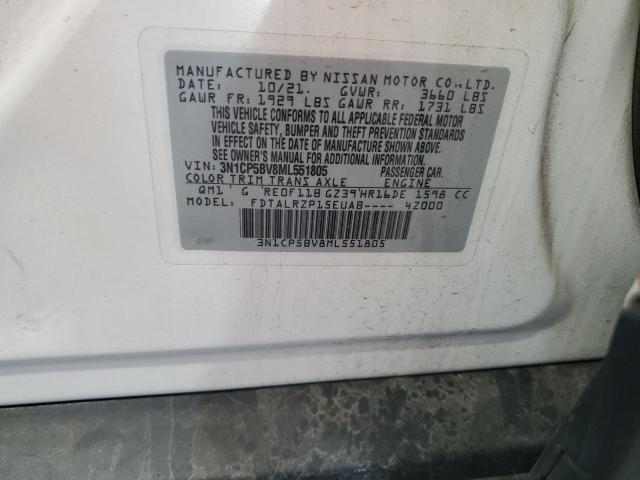 MANUFACTURED BY NISSAN MOTOR CO.,LTD.
DATE: 10/21. GVWR: 3660 LBS
GAWR FR: 1929 LBS GAWR RR: 1731 LBS
THIS VEHICLE CONFORMS TO ALL APPLICABLE FEDERAL MOTOR
VEHICLE SAFETY, BUMPER AND THEFT PREVENTION STANDARDS
IN EFFECT ON THE DATE OF MANUFACTURE SHOWN ABOVE.
SEE OWNERS MANUAL FOR ADDITIONAL INFORMATION.
VIN: 3N1CP5BV8ML551805 PASSENGER CAR.
COLOR TRIM TRANS AXLE ENGINE
QM1 G 'RE0F11B GZ39'HR16DE 1598 CC
FDTALRZP15EUAB---- 42000
3N1CP5BV8ML551805